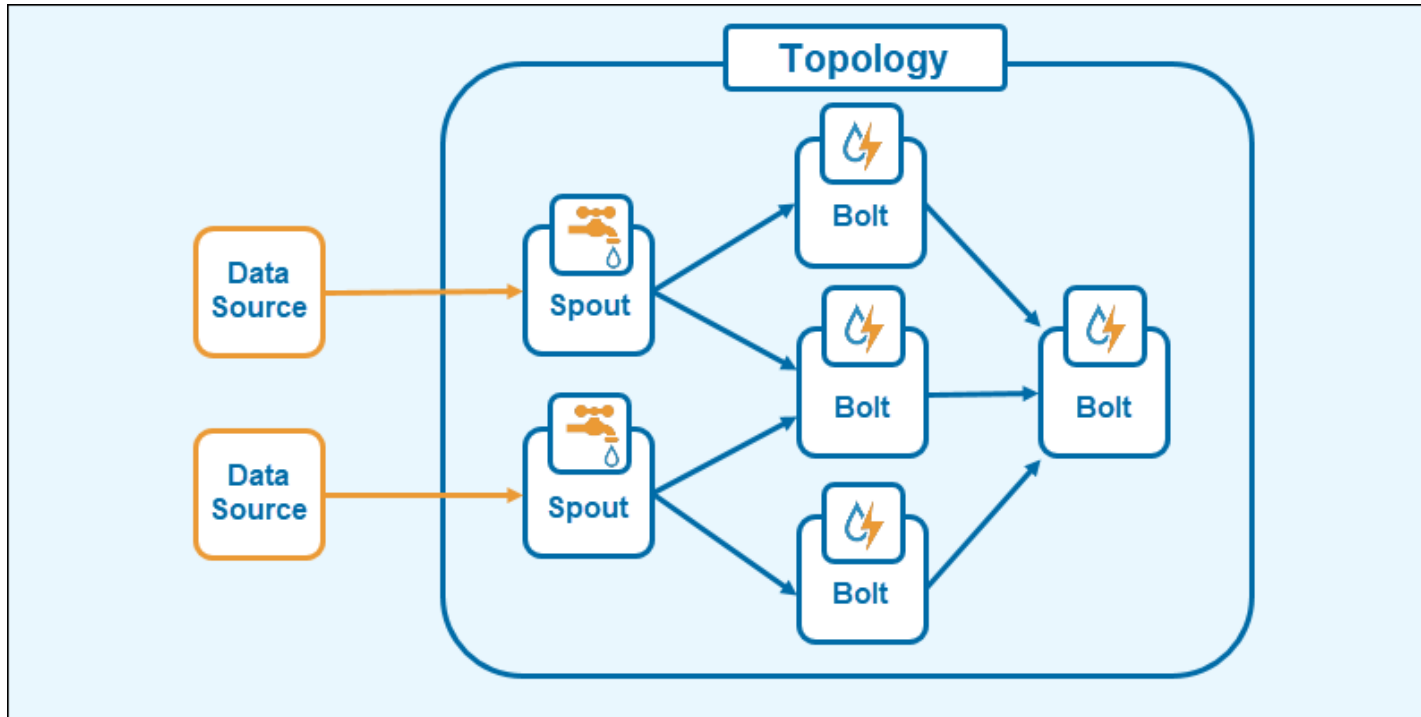 Topology
Bolt
Data
Source
Spout
Bolt
Bolt
Data
Source
Spout
Bolt